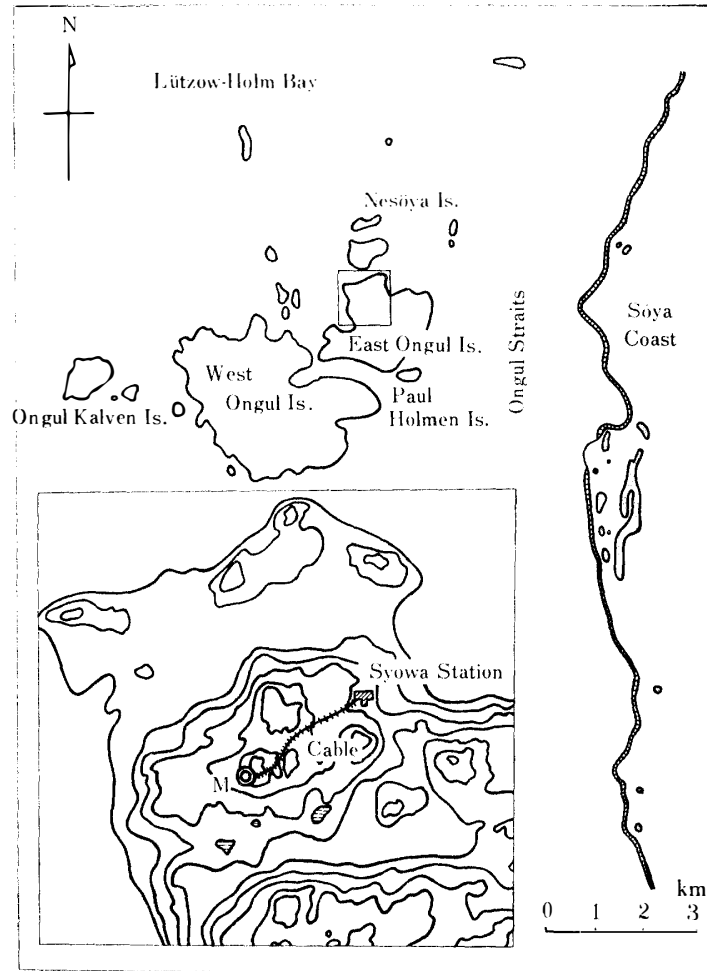 N
Lützow-Holm Bay
Nesöya Is.
Ongul Straits
Sôya
Coast
East Ongul Is.
West
Ongul Is.
Paul
Holmen Is.
Ongul Kalven Is.
Syowa Station
Cable
M
km
0 1 2 3